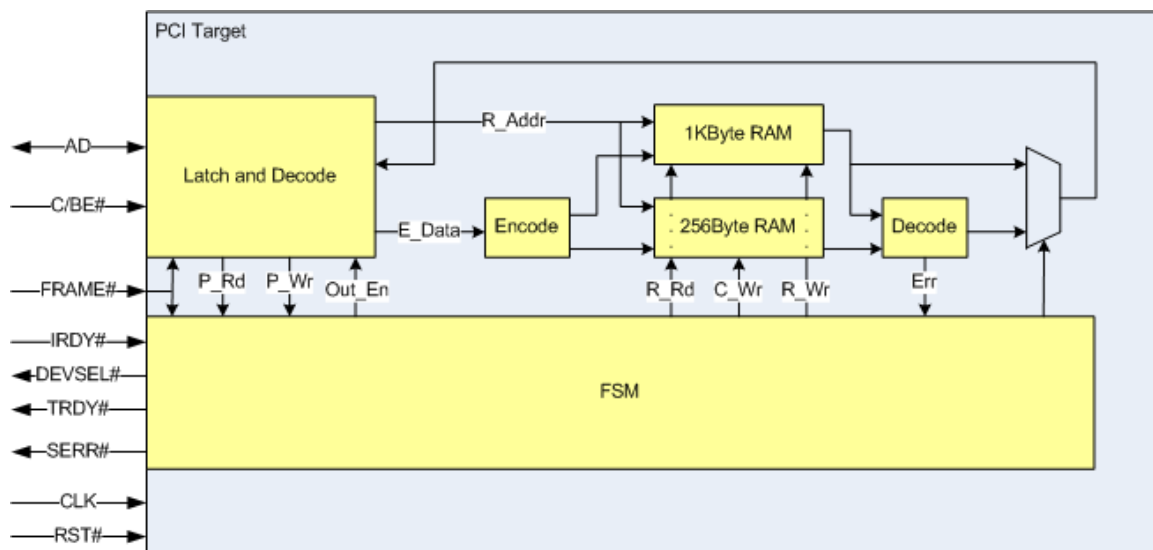 PCI Target
AD
C/BE#
FRAME#
IRDY#
DEVSEL#
TRDY#
SERR#
CLK
RST#
Latch and Decode
R_Addr
E_Data
Encode
1KByte RAM
256Byte RAM
Decode
P_Rd
P_Wr
Out_En
R_Rd
C_Wr
R_Wr
Err
FSM